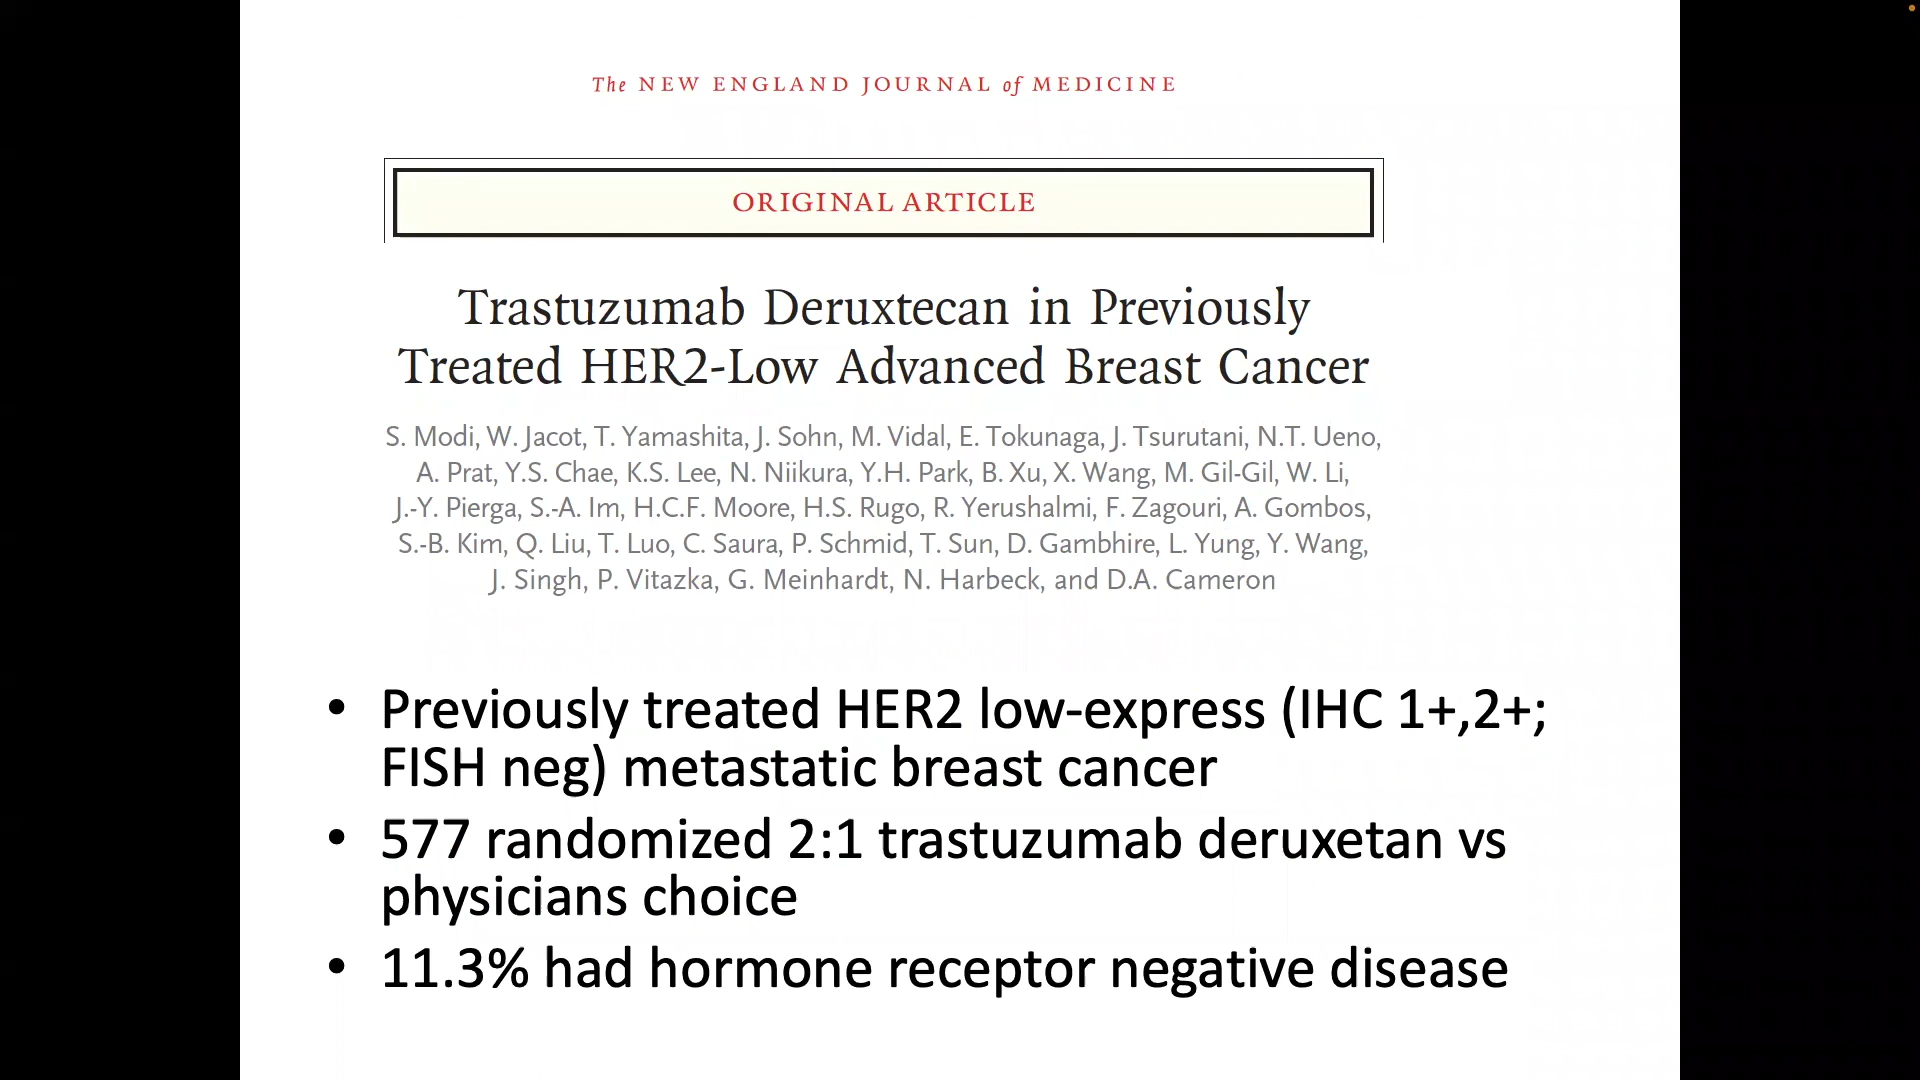 The NEW ENGLAND JOURNAL of MEDICINE
ORIGINAL ARTICLE
Trastuzumab Deruxtecan in Previously
Treated HER2-Low Advanced Breast Cancer
S. Modi, W. Jacot, T. Yamashita, J. Sohn, M. Vidal, E. Tokunaga, J. Tsurutani, N.T. Ueno,
A. Prat, Y.S. Chae, K.S. Lee, N. Niikura, Y.H. Park, B. Xu, X. Wang, M. Gil-Gil, W. Li,
J.-Y. Pierga, S.-A. Im, H.C.F. Moore, H.S. Rugo, R. Yerushalmi, F. Zagouri, A. Gombos,
S.-B. Kim, Q. Liu, T. Luo, C. Saura, P. Schmid, T. Sun, D. Gambhire, L. Yung, Y. Wang,
J. Singh, P. Vitazka, G. Meinhardt, N. Harbeck, and D.A. Cameron
• Previously treated HER2 low-express (IHC 1+,2+;
FISH neg) metastatic breast cancer
• 577 randomized 2:1 trastuzumab deruxetan vs
physicians choice
• 11.3% had hormone receptor negative disease